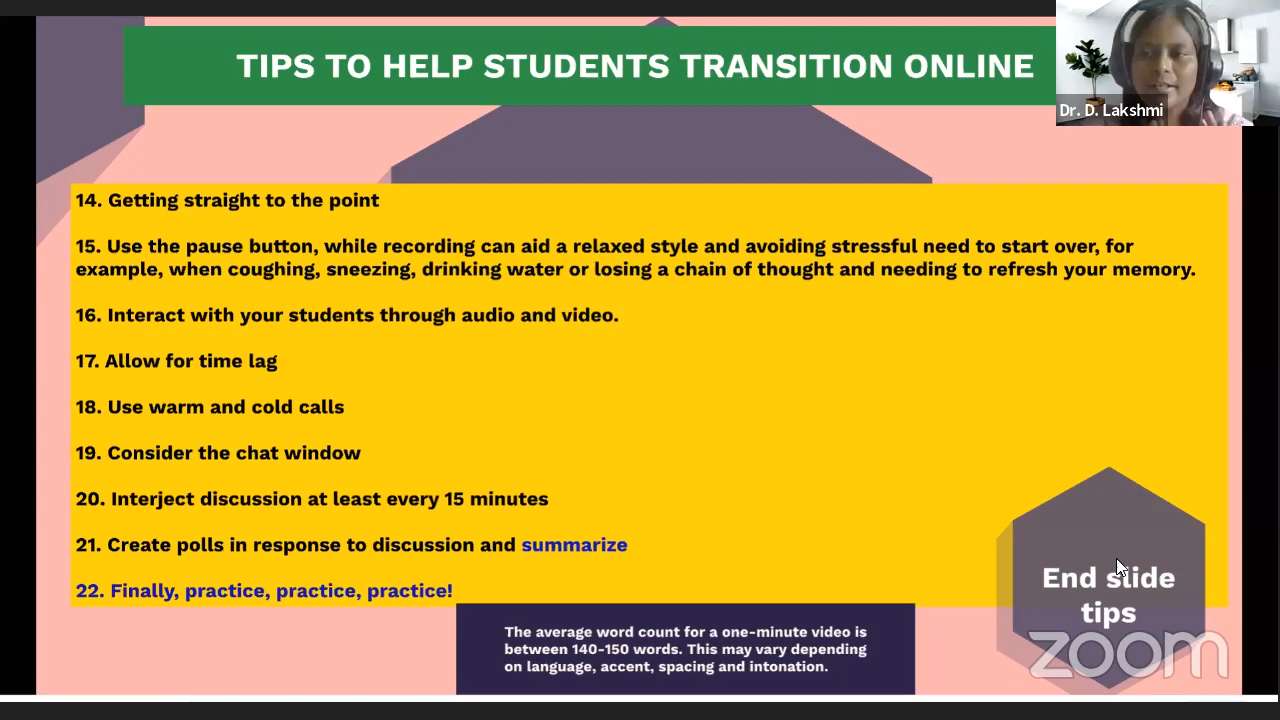 TIPS TO HELP STUDENTS TRANSITION ONLINE
Dr. D. Lakshmi
14. Getting straight to the point
15. Use the pause button, while recording can aid a relaxed style and avoiding stressful need to start over, for
example, when coughing, sneezing, drinking water or losing a chain of thought and needing to refresh your memory.
16. Interact with your students through audio and video.
17. Allow for time lag
18. Use warm and cold calls
19. Consider the chat window
20. Interject discussion at least every 15 minutes
21. Create polls in response to discussion and summarize
22. Finally, practice, practice, practice!
End slide
tips
The average word count for a one-minute video is
between 140-150 words. This may vary depending
on language, accent, spacing and intonation.
zoom